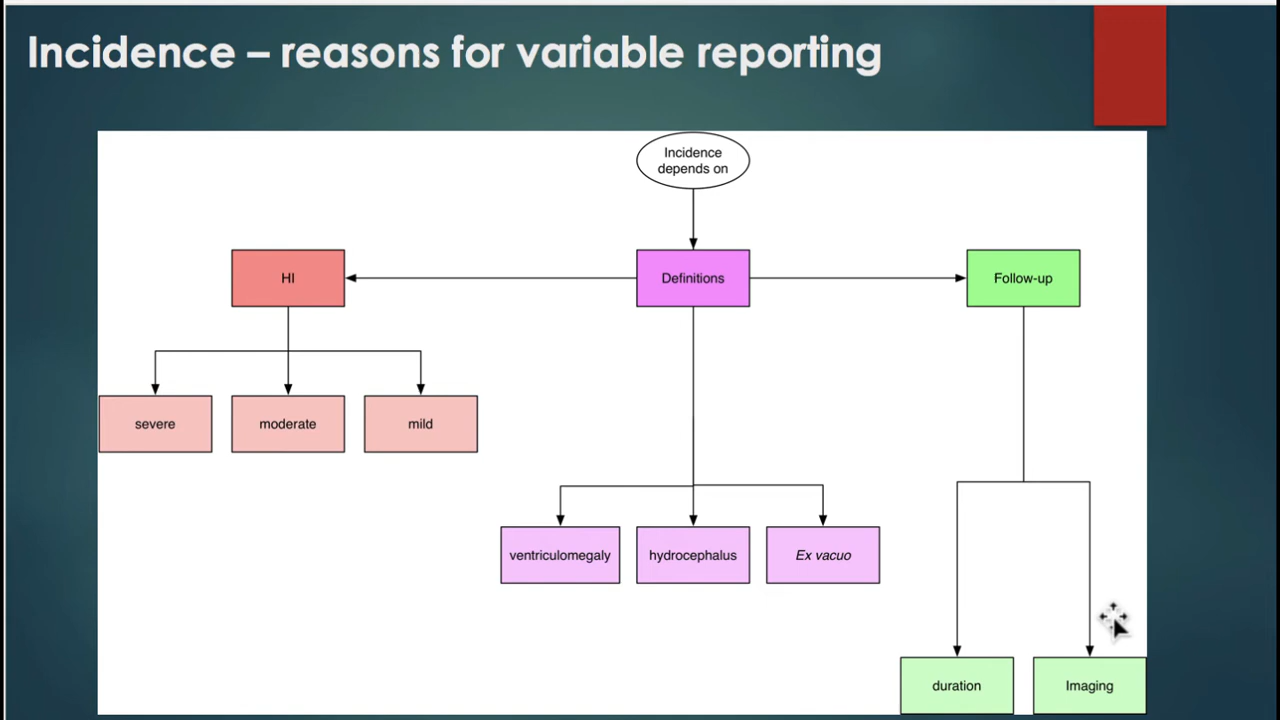 Incidence – reasons for variable reporting
Incidence
depends on
HI
Definitions
Follow-up
severe
moderate
mild
ventriculomegaly
hydrocephalus
Ex vacuo
duration
Imaging